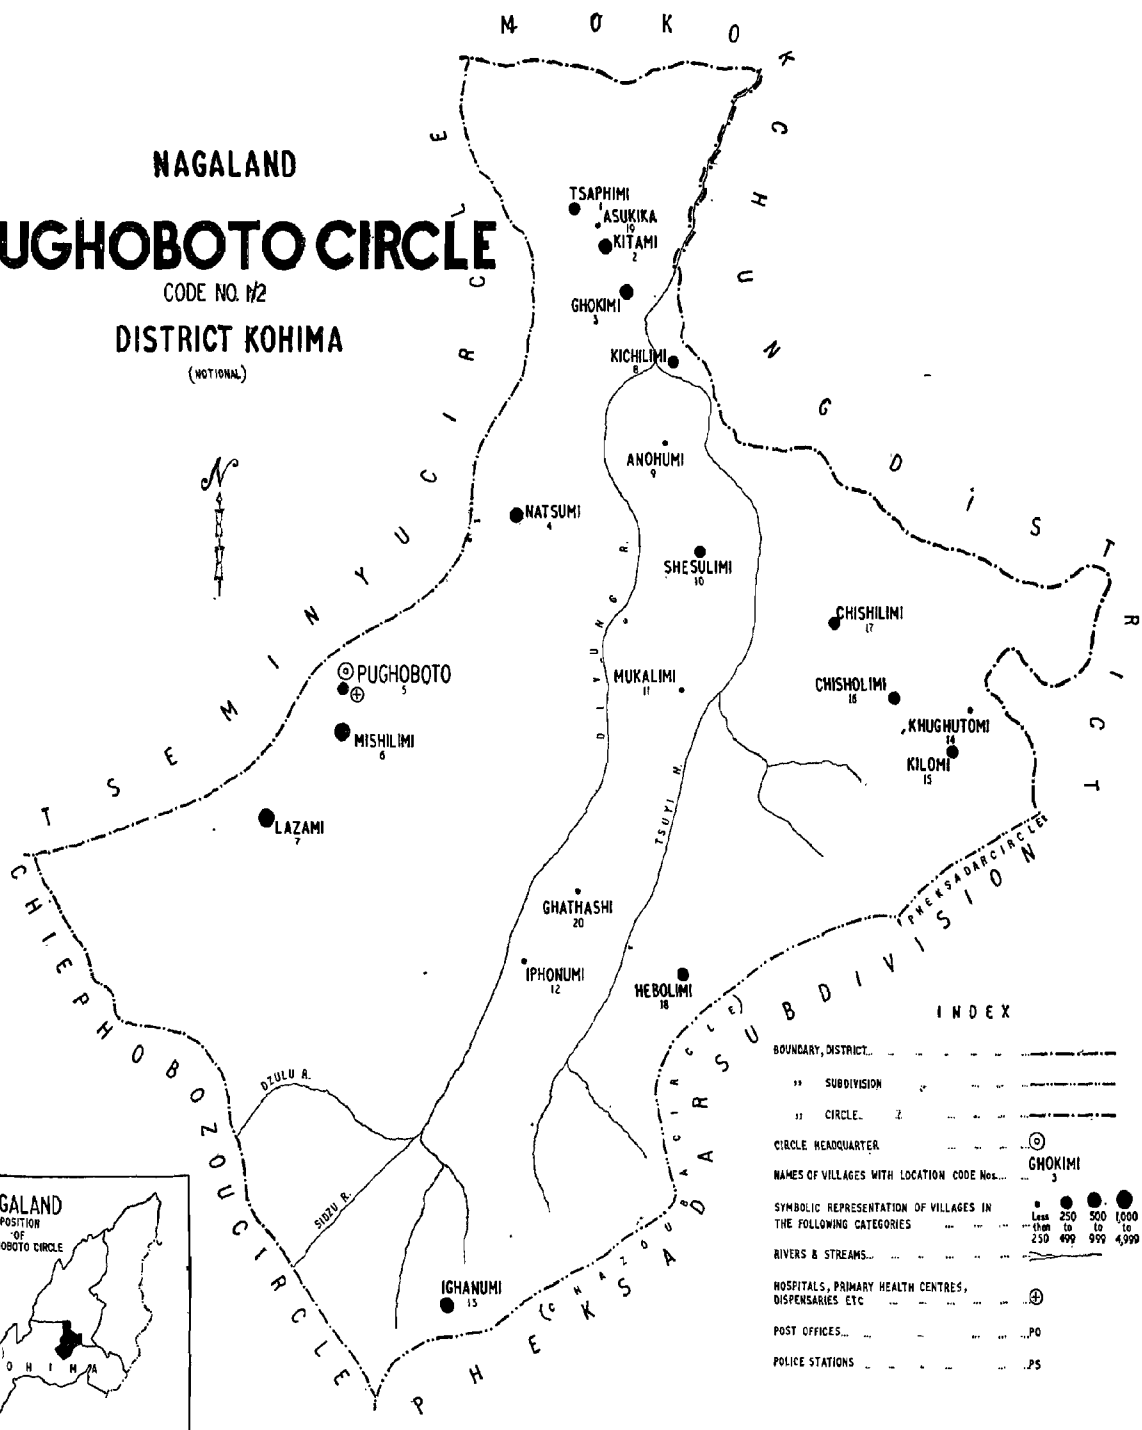 M O K O K C H U N G D I S T R I C T
NAGALAND
UGHOBOTO CIRCLE
CODE NO. 1/2
DISTRICT KOHIMA
(NOTIONAL)
N
TSEMINYU CIRCLE
TSAPHIMI
1
ASUKIKA
19
KITAMI
2
GHOKIMI
3
KICHILIMI
8
ANOHUMI
9
NATSUMI
4
SHESULIMI
10
DIYUNG R.
CHISHILIMI
17
PUGHOBOTO
5
MUKALIMI
11
CHISHOLIMI
16
KHUGHUTOMI
14
MISHILIMI
6
KILOMI
15
TSUYI R.
LAZAMI
7
PHEKSADARCIRCLE
GHATHASHI
20
IPHONUMI
12
HEBOLIMI
18
CHIEPHOBOZOU CIRCLE
DZULU R.
SIDZU R.
IGHANUMI
13
PHEKSADAR SUBDIVISION
(CHAZOUBA CIRCLE)
INDEX
BOUNDARY, DISTRICT
" SUBDIVISION
" CIRCLE
CIRCLE HEADQUARTER
NAMES OF VILLAGES WITH LOCATION CODE Nos. GHOKIMI
3
SYMBOLIC REPRESENTATION OF VILLAGES IN
THE FOLLOWING CATEGORIES
Less than 250
250 to 499
500 to 999
1,000 to 4,999
RIVERS & STREAMS
HOSPITALS, PRIMARY HEALTH CENTRES,
DISPENSARIES ETC
POST OFFICES PO
POLICE STATIONS PS
GALAND
POSITION
OF
OBOTO CIRCLE
O H I M A